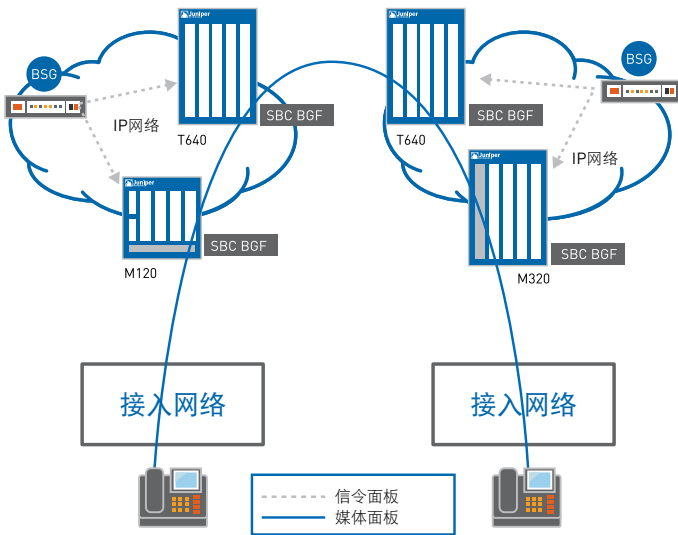 Juniper
Juniper
BSG
BSG
SBC BGF
SBC BGF
IP网络
T640
T640
Juniper
IP网络
Juniper
SBC BGF
SBC BGF
M120
M320
接入网络
接入网络
信令面板
媒体面板